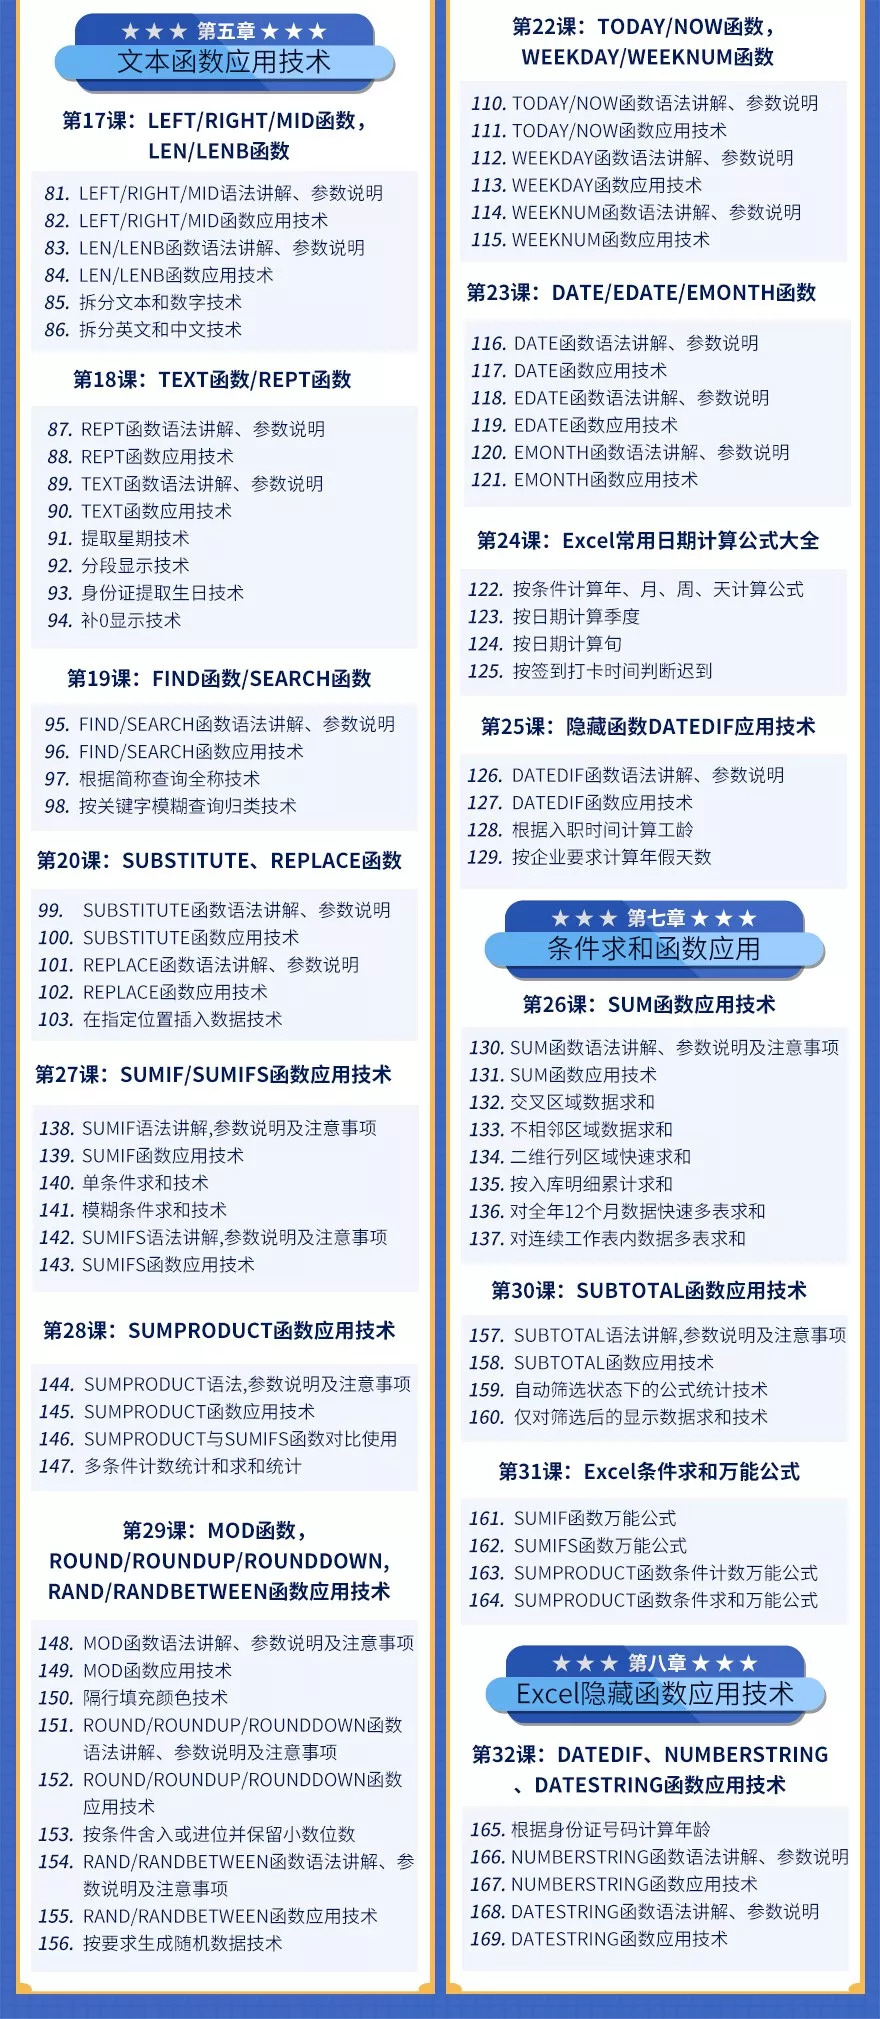 ★★★ 第五章 ★★★
文本函数应用技术
第17课：LEFT/RIGHT/MID函数，
LEN/LENB函数
81. LEFT/RIGHT/MID语法讲解、参数说明
82. LEFT/RIGHT/MID函数应用技术
83. LEN/LENB函数语法讲解、参数说明
84. LEN/LENB函数应用技术
85. 拆分文本和数字技术
86. 拆分英文和中文技术
第18课：TEXT函数/REPT函数
87. REPT函数语法讲解、参数说明
88. REPT函数应用技术
89. TEXT函数语法讲解、参数说明
90. TEXT函数应用技术
91. 提取星期技术
92. 分段显示技术
93. 身份证提取生日技术
94. 补0显示技术
第19课：FIND函数/SEARCH函数
95. FIND/SEARCH函数语法讲解、参数说明
96. FIND/SEARCH函数应用技术
97. 根据简称查询全称技术
98. 按关键字模糊查询归类技术
第20课：SUBSTITUTE、REPLACE函数
99. SUBSTITUTE函数语法讲解、参数说明
100. SUBSTITUTE函数应用技术
101. REPLACE函数语法讲解、参数说明
102. REPLACE函数应用技术
103. 在指定位置插入数据技术
第27课：SUMIF/SUMIFS函数应用技术
138. SUMIF语法讲解,参数说明及注意事项
139. SUMIF函数应用技术
140. 单条件求和技术
141. 模糊条件求和技术
142. SUMIFS语法讲解,参数说明及注意事项
143. SUMIFS函数应用技术
第28课：SUMPRODUCT函数应用技术
144. SUMPRODUCT语法,参数说明及注意事项
145. SUMPRODUCT函数应用技术
146. SUMPRODUCT与SUMIFS函数对比使用
147. 多条件计数统计和求和统计
第29课：MOD函数，
ROUND/ROUNDUP/ROUNDDOWN,
RAND/RANDBETWEEN函数应用技术
148. MOD函数语法讲解、参数说明及注意事项
149. MOD函数应用技术
150. 隔行填充颜色技术
151. ROUND/ROUNDUP/ROUNDDOWN函数
语法讲解、参数说明及注意事项
152. ROUND/ROUNDUP/ROUNDDOWN函数
应用技术
153. 按条件舍入或进位并保留小数位数
154. RAND/RANDBETWEEN函数语法讲解、参
数说明及注意事项
155. RAND/RANDBETWEEN函数应用技术
156. 按要求生成随机数据技术
第22课：TODAY/NOW函数，
WEEKDAY/WEEKNUM函数
110. TODAY/NOW函数语法讲解、参数说明
111. TODAY/NOW函数应用技术
112. WEEKDAY函数语法讲解、参数说明
113. WEEKDAY函数应用技术
114. WEEKNUM函数语法讲解、参数说明
115. WEEKNUM函数应用技术
第23课：DATE/EDATE/EMONTH函数
116. DATE函数语法讲解、参数说明
117. DATE函数应用技术
118. EDATE函数语法讲解、参数说明
119. EDATE函数应用技术
120. EMONTH函数语法讲解、参数说明
121. EMONTH函数应用技术
第24课：Excel常用日期计算公式大全
122. 按条件计算年、月、周、天计算公式
123. 按日期计算季度
124. 按日期计算旬
125. 按签到打卡时间判断迟到
第25课：隐藏函数DATEDIF应用技术
126. DATEDIF函数语法讲解、参数说明
127. DATEDIF函数应用技术
128. 根据入职时间计算工龄
129. 按企业要求计算年假天数
★★★ 第七章 ★★★
条件求和函数应用
第26课：SUM函数应用技术
130. SUM函数语法讲解、参数说明及注意事项
131. SUM函数应用技术
132. 交叉区域数据求和
133. 不相邻区域数据求和
134. 二维行列区域快速求和
135. 按入库明细累计求和
136. 对全年12个月数据快速多表求和
137. 对连续工作表内数据多表求和
第30课：SUBTOTAL函数应用技术
157. SUBTOTAL语法讲解,参数说明及注意事项
158. SUBTOTAL函数应用技术
159. 自动筛选状态下的公式统计技术
160. 仅对筛选后的显示数据求和技术
第31课：Excel条件求和万能公式
161. SUMIF函数万能公式
162. SUMIFS函数万能公式
163. SUMPRODUCT函数条件计数万能公式
164. SUMPRODUCT函数条件求和万能公式
★★★ 第八章 ★★★
Excel隐藏函数应用技术
第32课：DATEDIF、NUMBERSTRING
、DATESTRING函数应用技术
165. 根据身份证号码计算年龄
166. NUMBERSTRING函数语法讲解、参数说明
167. NUMBERSTRING函数应用技术
168. DATESTRING函数语法讲解、参数说明
169. DATESTRING函数应用技术